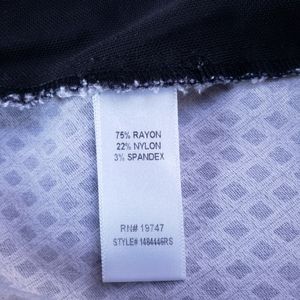 75% RAYON
22% NYLON
3% SPANDEX
RN# 19747
STYLE# 1484446RS